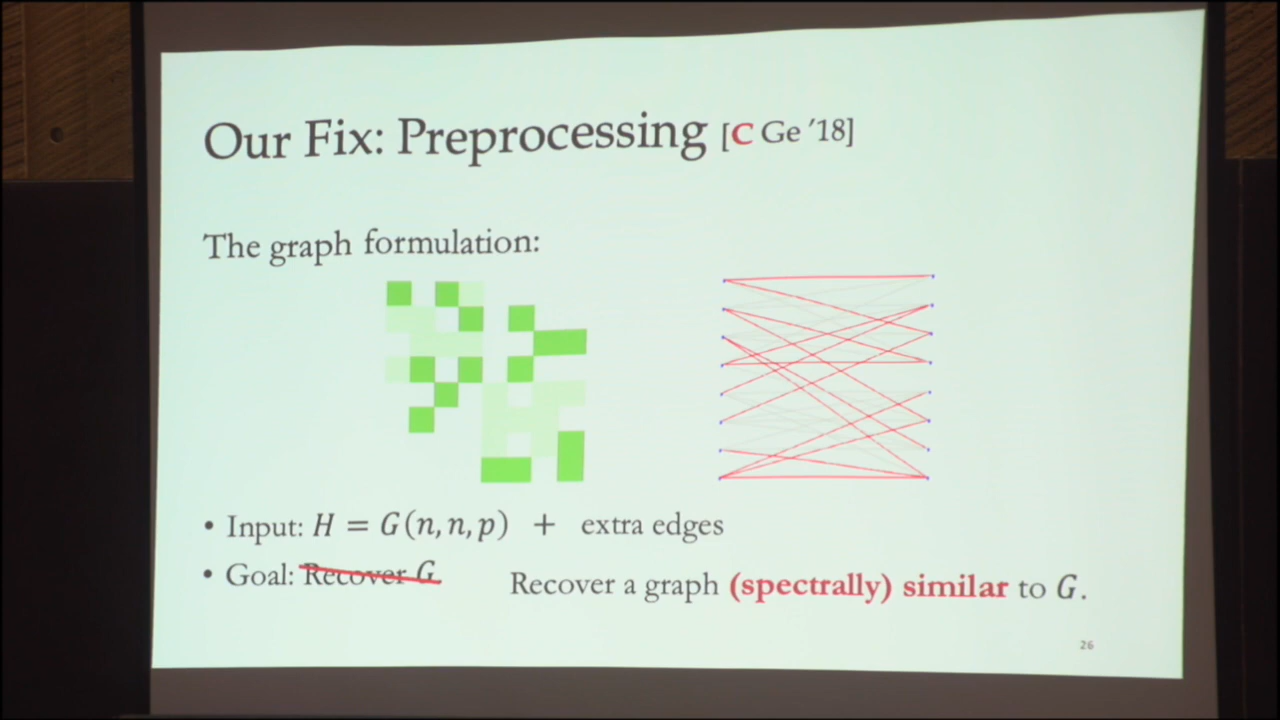 Our Fix: Preprocessing [C Ge '18]
The graph formulation:
• Input: H = G(n, n, p) + extra edges
• Goal: Recover G Recover a graph (spectrally) similar to G.
26